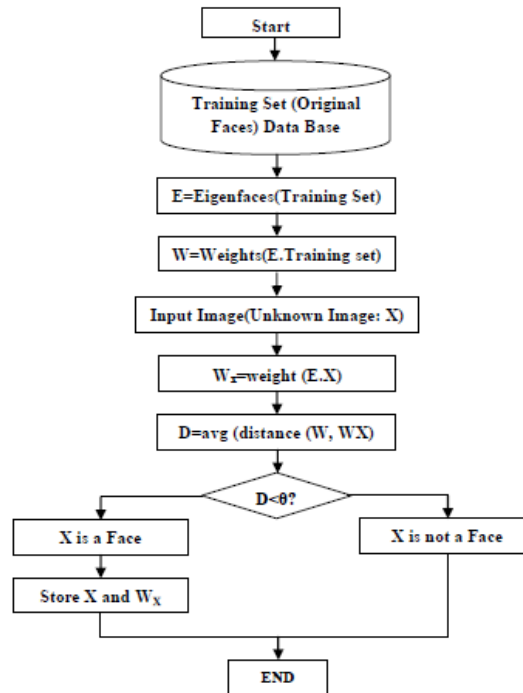 Start
Training Set (Original
Faces) Data Base
E=Eigenfaces(Training Set)
W=Weights(E.Training set)
Input Image(Unknown Image: X)
Wx=weight (E.X)
D=avg (distance (W, WX)
D<θ?
X is a Face
X is not a Face
Store X and WX
END